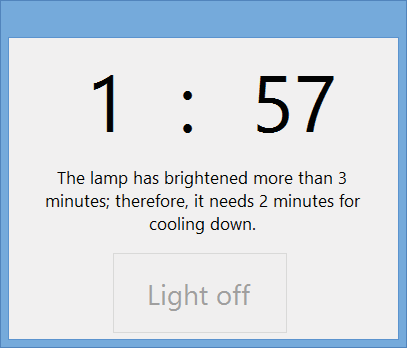 1 : 57
The lamp has brightened more than 3
minutes; therefore, it needs 2 minutes for
cooling down.
Light off